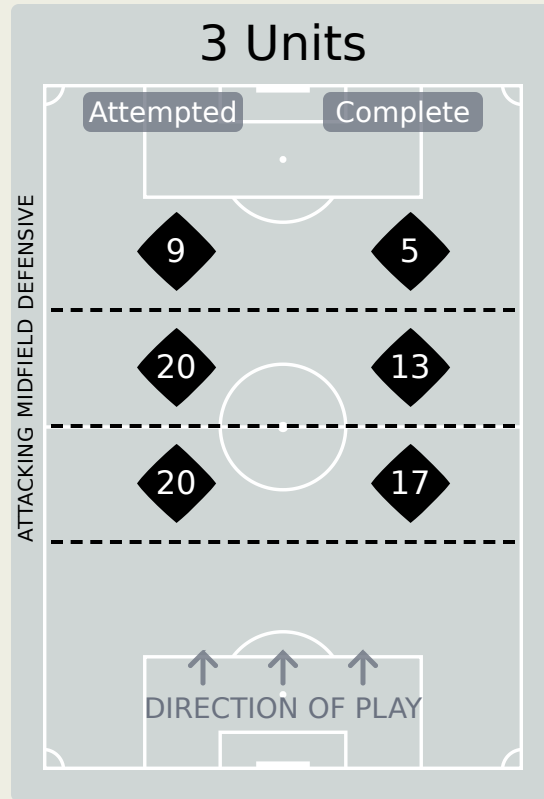 3 Units
Attempted Complete
ATTACKING MIDFIELD DEFENSIVE
9 5
20 13
20 17
DIRECTION OF PLAY